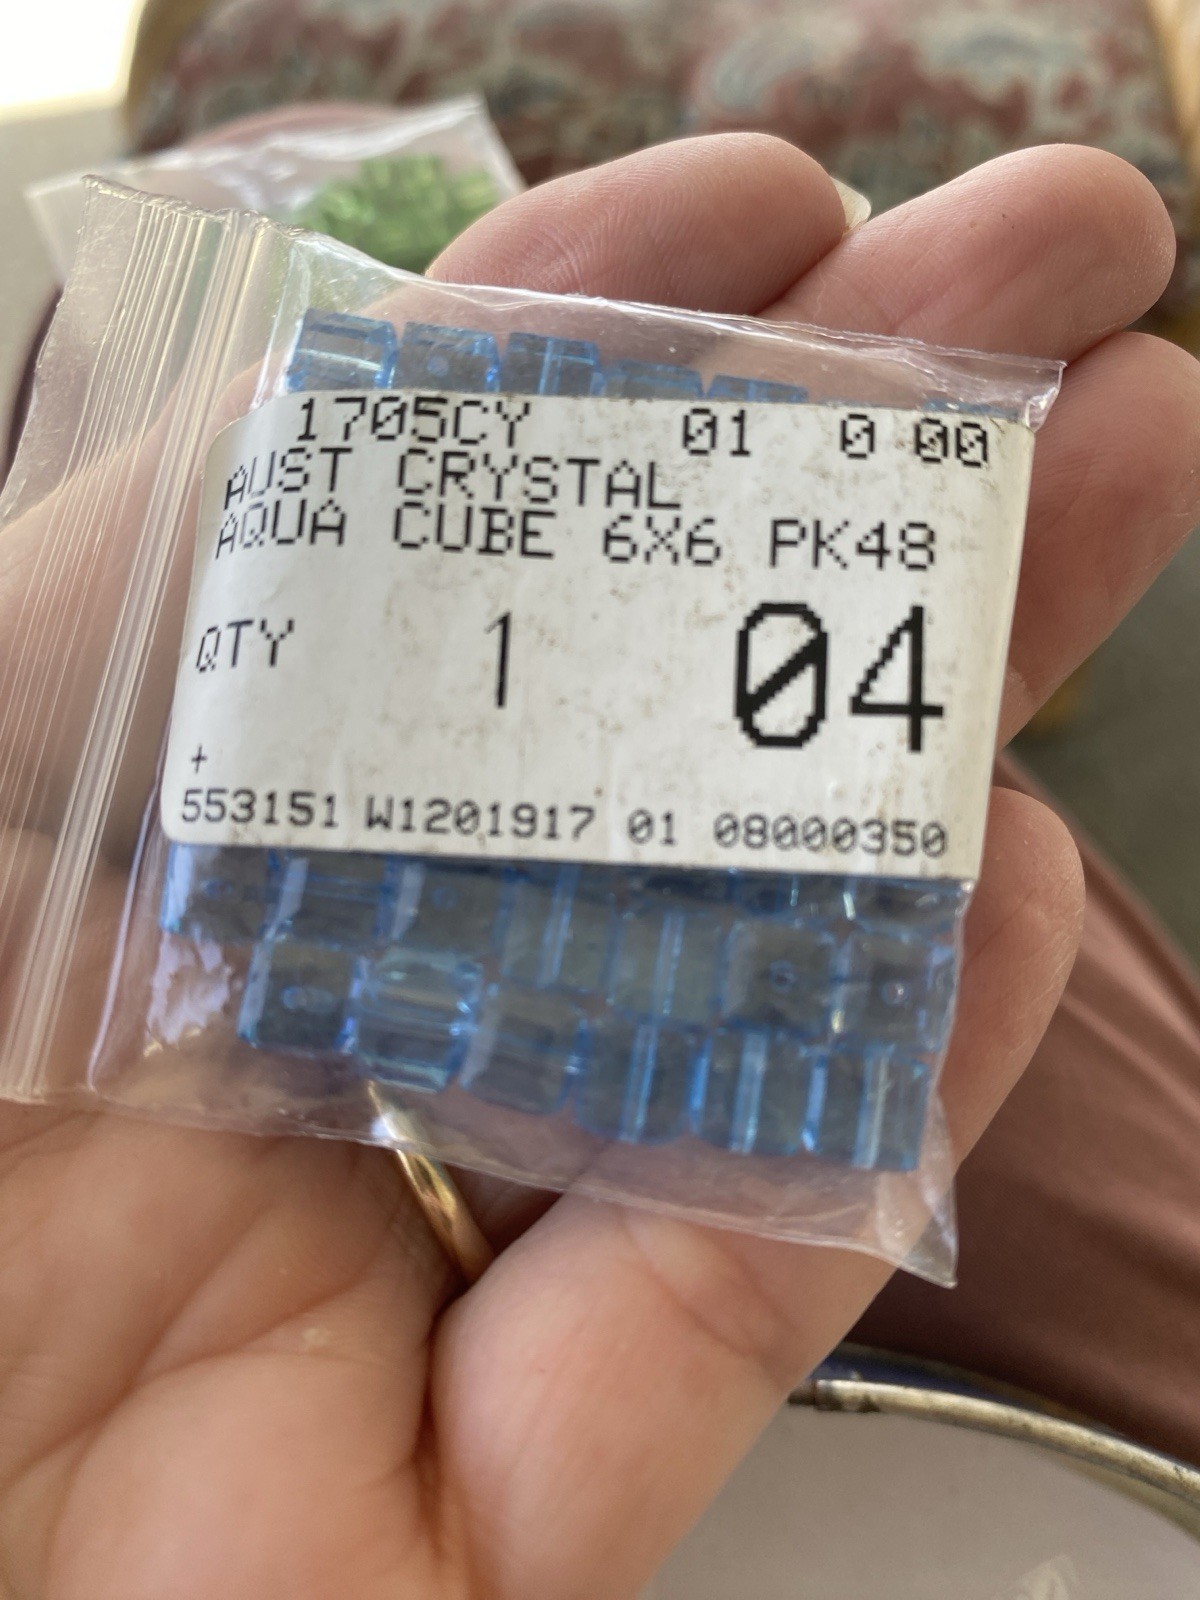 1705CY 01 0 00
AUST CRYSTAL
AQUA CUBE 6X6 PK48
QTY 1 04
+
553151 W1201917 01 08000350